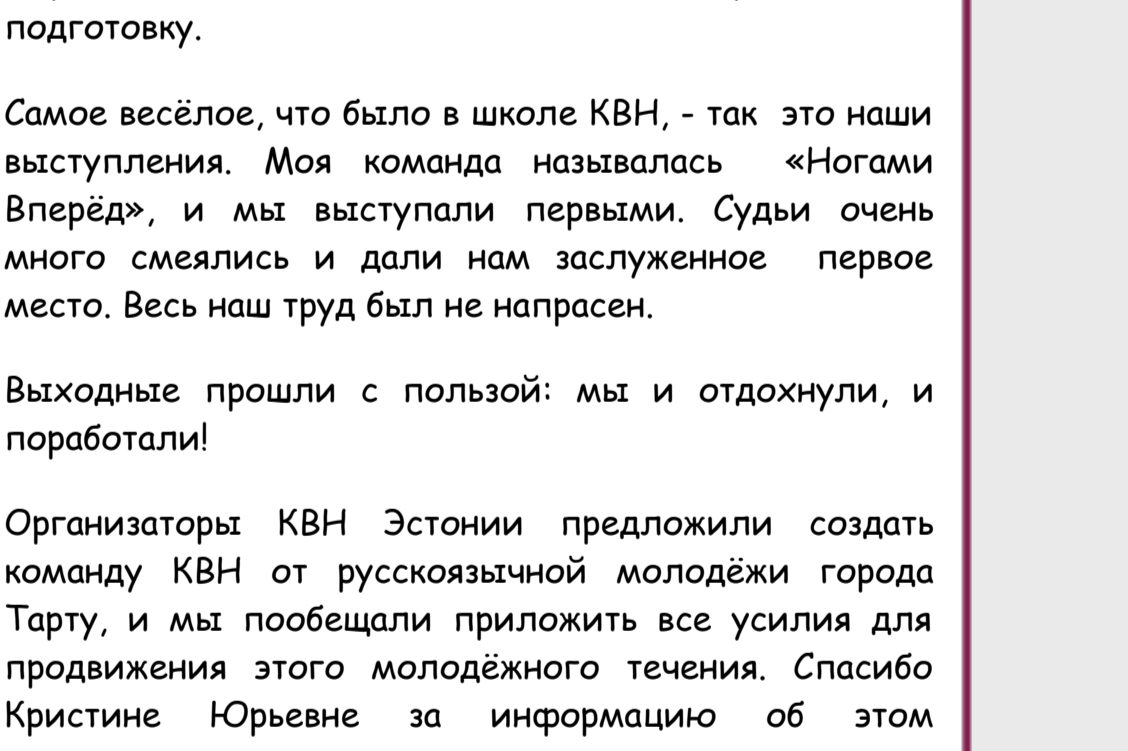 подготовку.
Самое весёлое, что было в школе КВН, - так это наши
выступления. Моя команда называлась «Ногами
Вперёд», и мы выступали первыми. Судьи очень
много смеялись и дали нам заслуженное первое
место. Весь наш труд был не напрасен.
Выходные прошли с пользой: мы и отдохнули, и
поработали!
Организаторы КВН Эстонии предложили создать
команду КВН от русскоязычной молодёжи города
Тарту, и мы пообещали приложить все усилия для
продвижения этого молодёжного течения. Спасибо
Кристине Юрьевне за информацию об этом